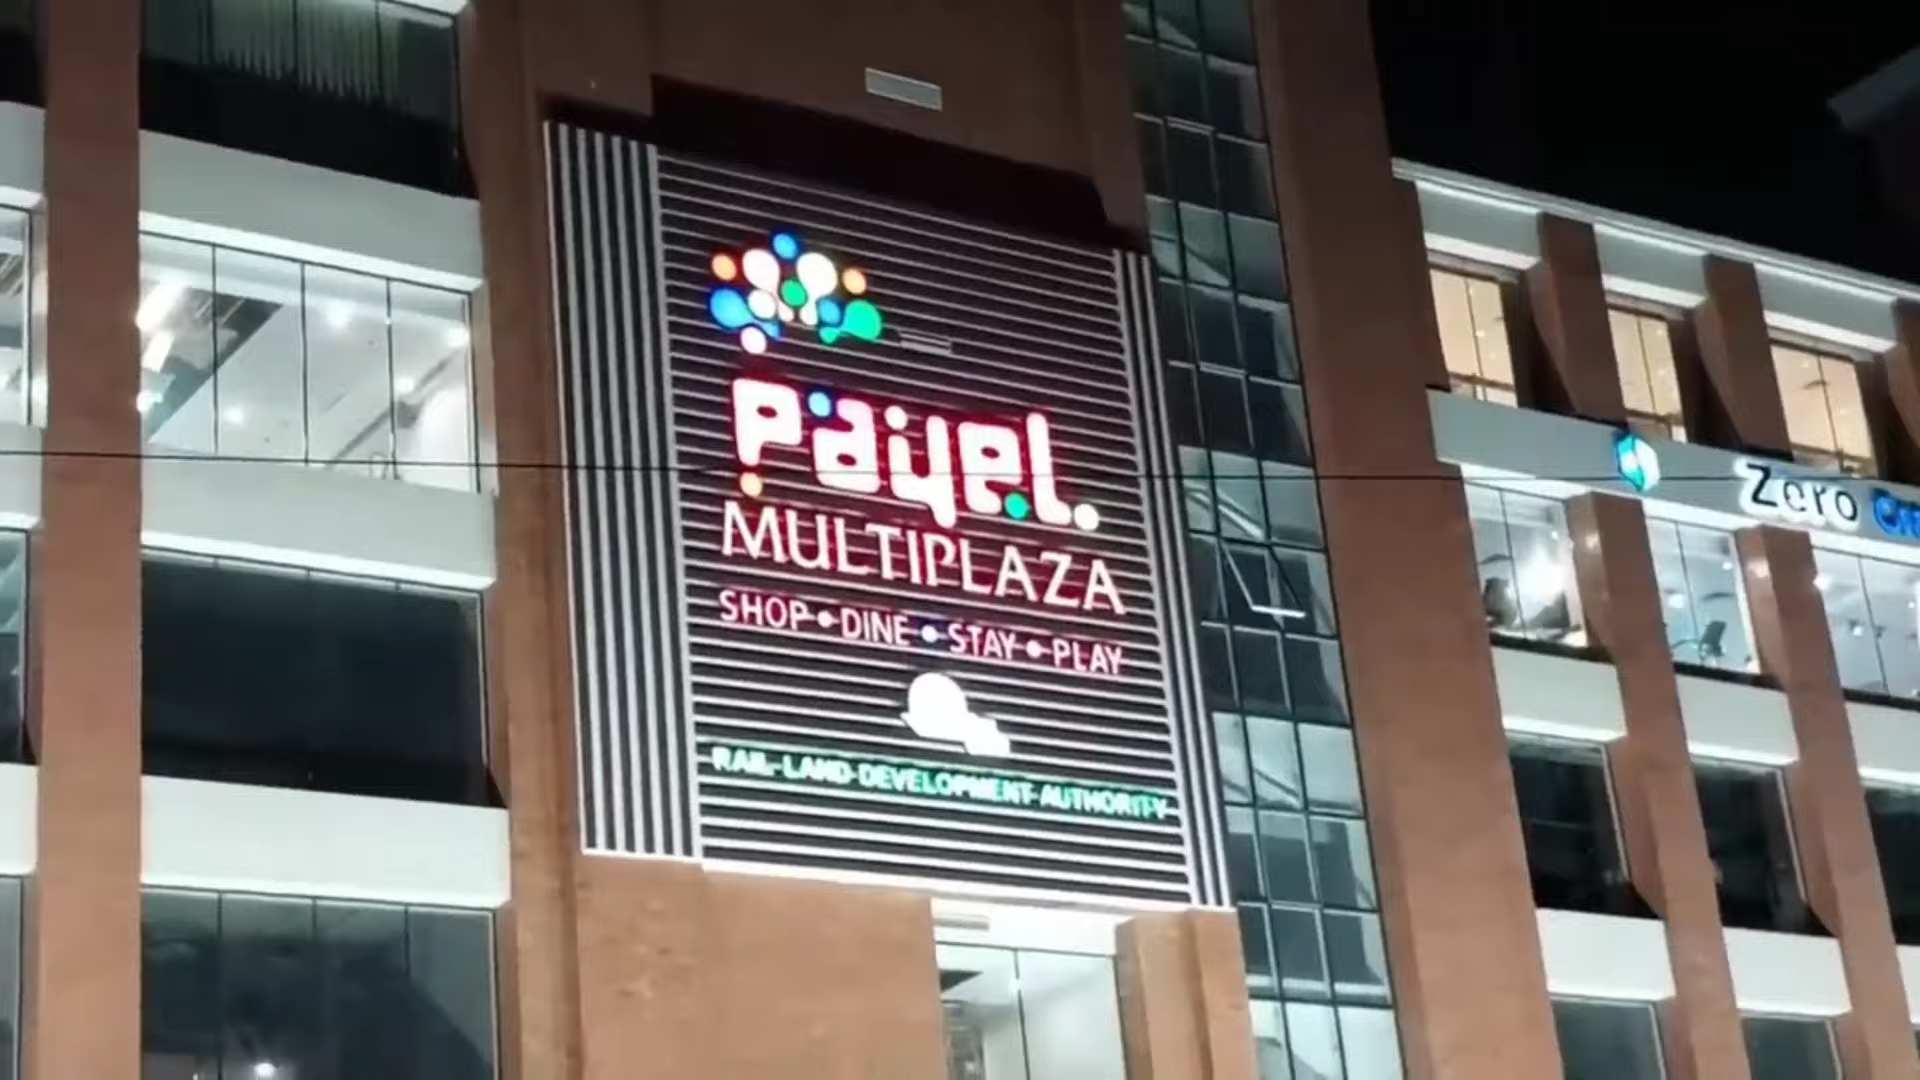 Payel
MULTIPLAZA
SHOP • DINE • STAY • PLAY
RAIL LAND DEVELOPMENT AUTHORITY
Zero